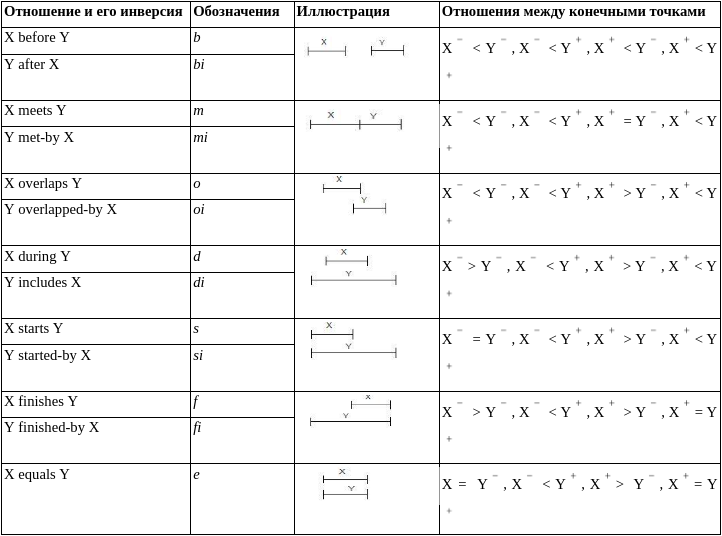 Отношение и его инверсия Обозначения Иллюстрация Отношения между конечными точками
X before Y b X Y X⁻ < Y⁻, X⁻ < Y⁺, X⁺ < Y⁻, X⁺ < Y
Y after X bi ⁺
X meets Y m X Y X⁻ < Y⁻, X⁻ < Y⁺, X⁺ = Y⁻, X⁺ < Y
Y met-by X mi ⁺
X overlaps Y o X X⁻ < Y⁻, X⁻ < Y⁺, X⁺ > Y⁻, X⁺ < Y
Y overlapped-by X oi Y ⁺
X during Y d X X⁻ > Y⁻, X⁻ < Y⁺, X⁺ > Y⁻, X⁺ < Y
Y includes X di Y ⁺
X starts Y s X X⁻ = Y⁻, X⁻ < Y⁺, X⁺ > Y⁻, X⁺ < Y
Y started-by X si Y ⁺
X finishes Y f X X⁻ > Y⁻, X⁻ < Y⁺, X⁺ > Y⁻, X⁺ = Y
Y finished-by X fi Y ⁺
X equals Y e X X = Y⁻, X⁻ < Y⁺, X⁺ > Y⁻, X⁺ = Y
Y ⁺